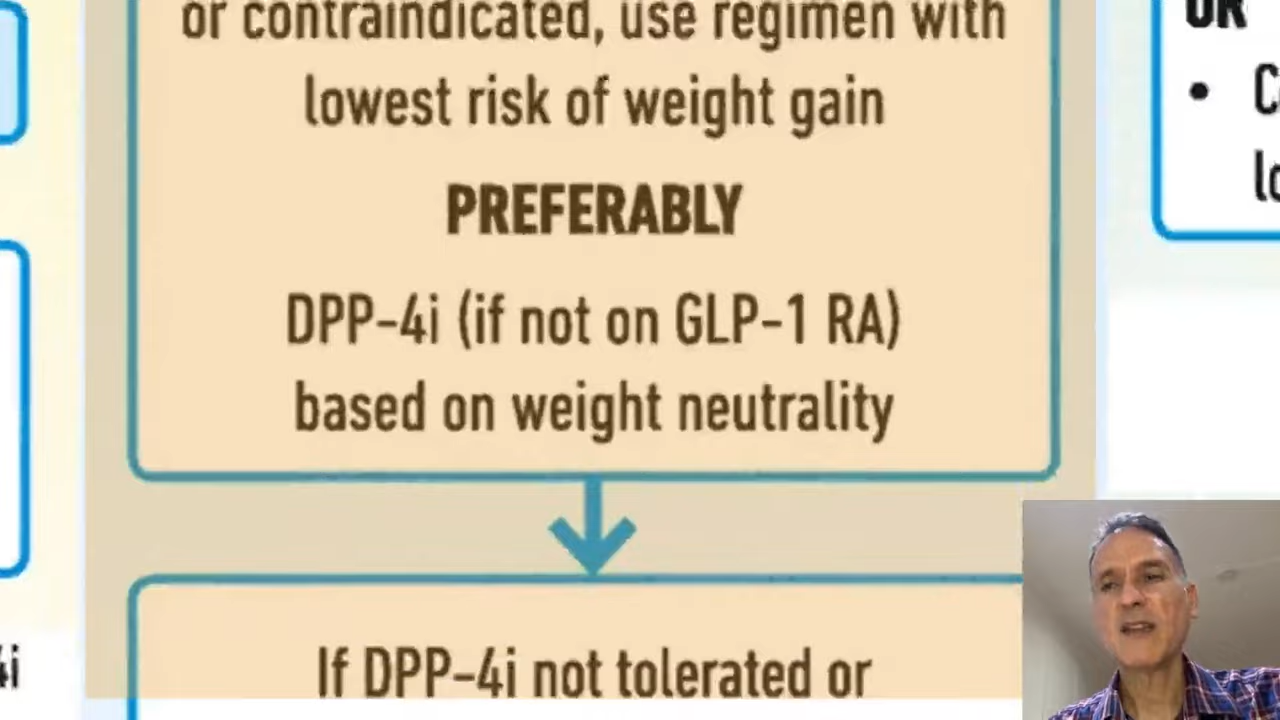 or contraindicated, use regimen with
lowest risk of weight gain
PREFERABLY
DPP-4i (if not on GLP-1 RA)
based on weight neutrality
If DPP-4i not tolerated or
OR
•
4i